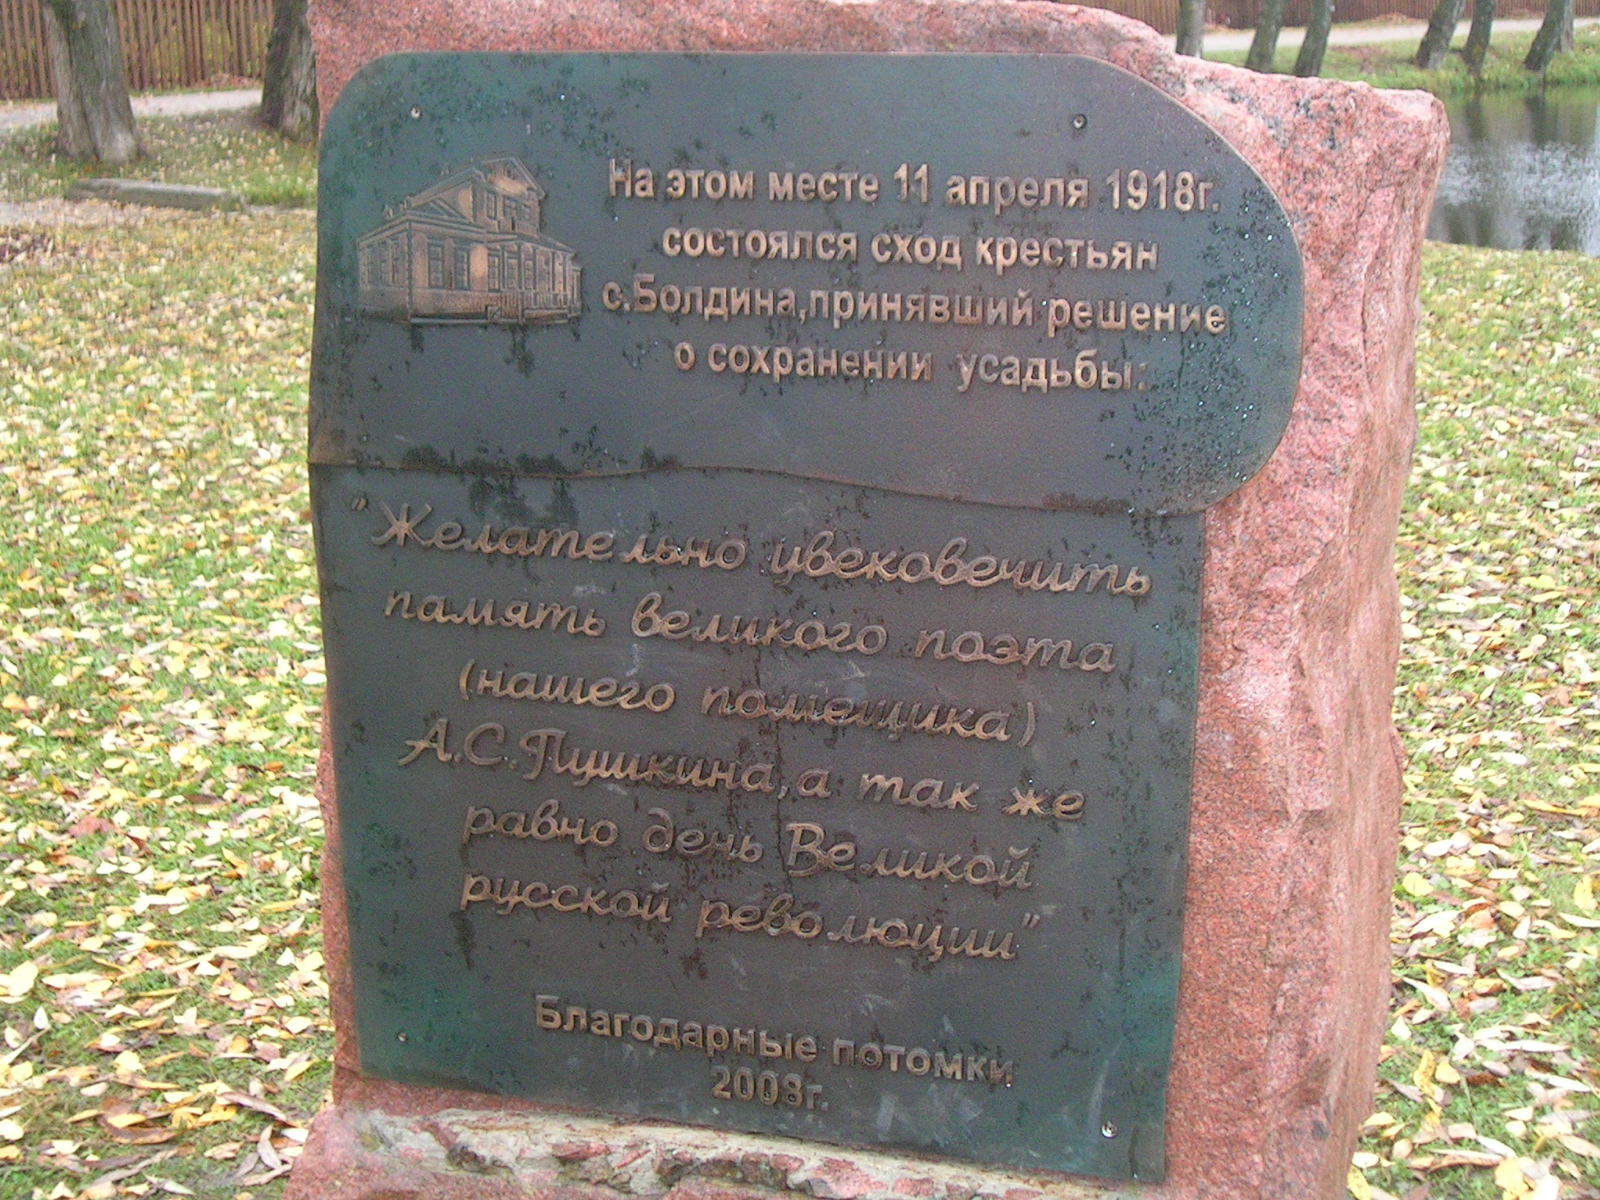 На этом месте 11 апреля 1918г.
состоялся сход крестьян
с.Болдина,принявший решение
о сохранении усадьбы:
"Желательно увековечить
память великого поэта
(нашего помещика)
А.С.Пушкина,а так же
равно день Великой
русской революции"
Благодарные потомки
2008г.